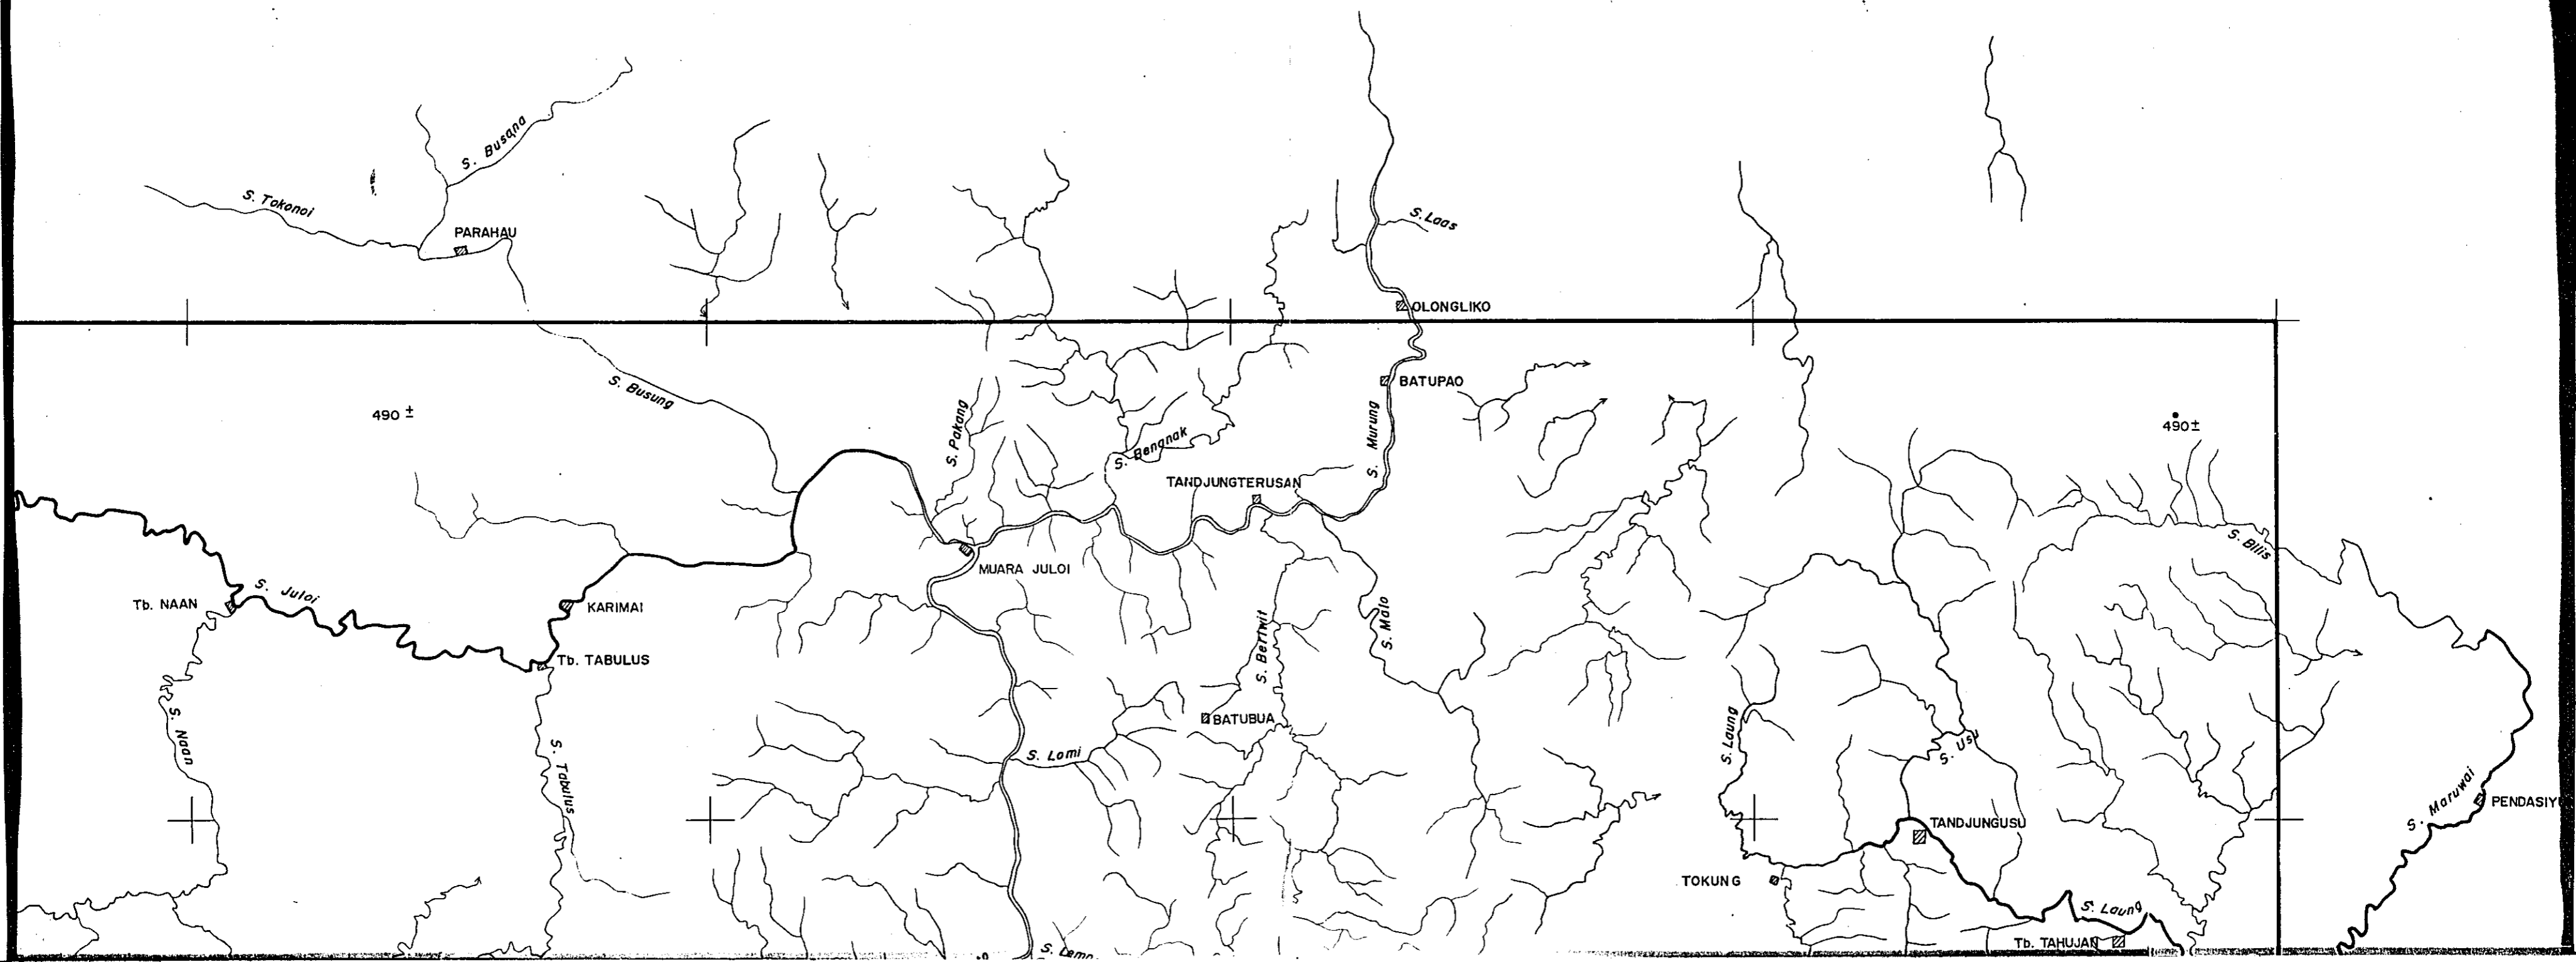 S. Busana
S. Tokonoi
PARAHAU
S. Laas
OLONGLIKO
S. Busung
BATUPAO
490 ±
490±
S. Pakang
S. Murung
S. Bengnak
TANDJUNGTERUSAN
S. Bilis
MUARA JULOI
S. Juloi
Tb. NAAN
KARIMAI
S. Beriwit
S. Malo
Tb. TABULUS
S. Naan
BATUBUA
S. Laung
S. Usu
S. Lomi
S. Tabulus
S. Maruwai
PENDASIY
TANDJUNGUSU
TOKUNG
S. Laung
Tb. TAHUJAN
S. Lemo